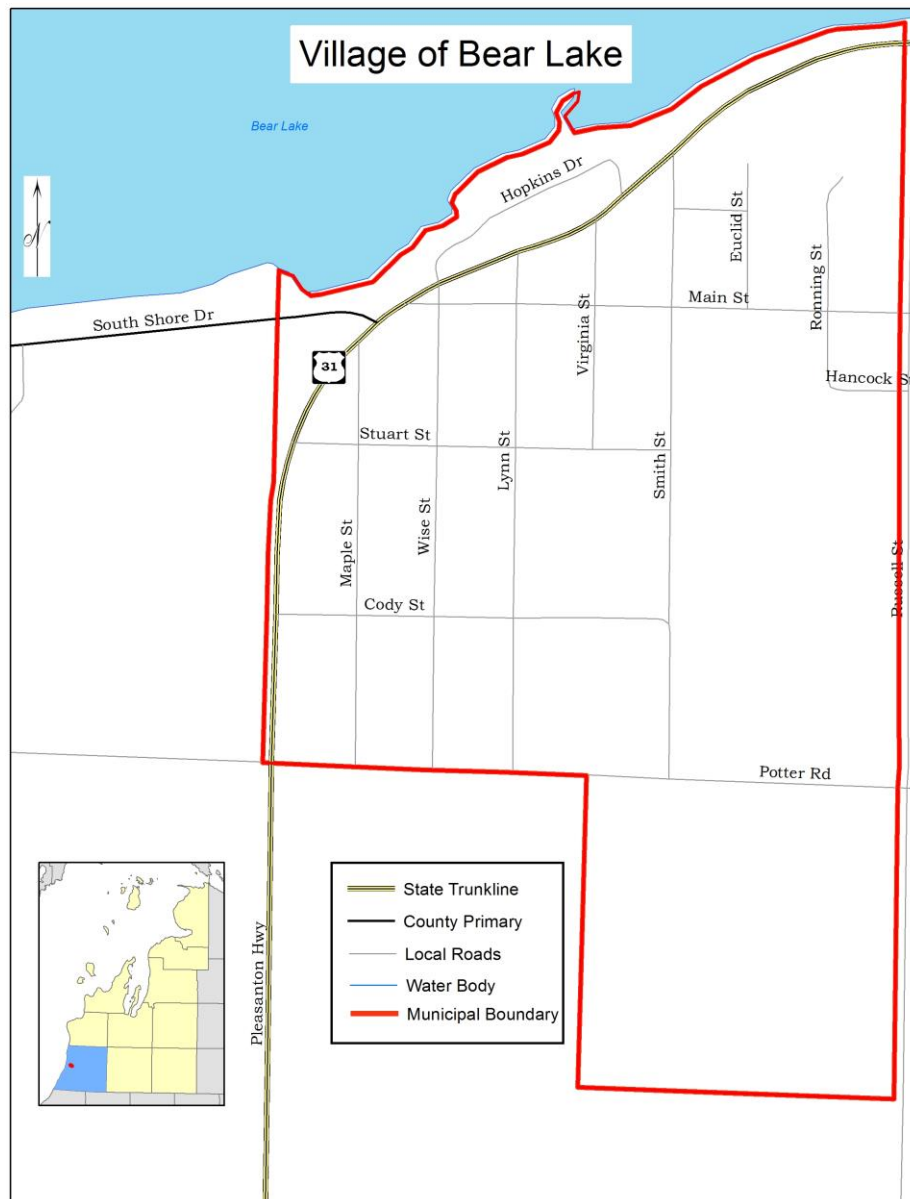 Village of Bear Lake
Bear Lake
N
Hopkins Dr
Euclid St
Ronning St
Main St
South Shore Dr
Virginia St
31
Hancock St
Stuart St
Lynn St
Smith St
Wise St
Maple St
Russell St
Cody St
Potter Rd
Pleasanton Hwy
State Trunkline
County Primary
Local Roads
Water Body
Municipal Boundary